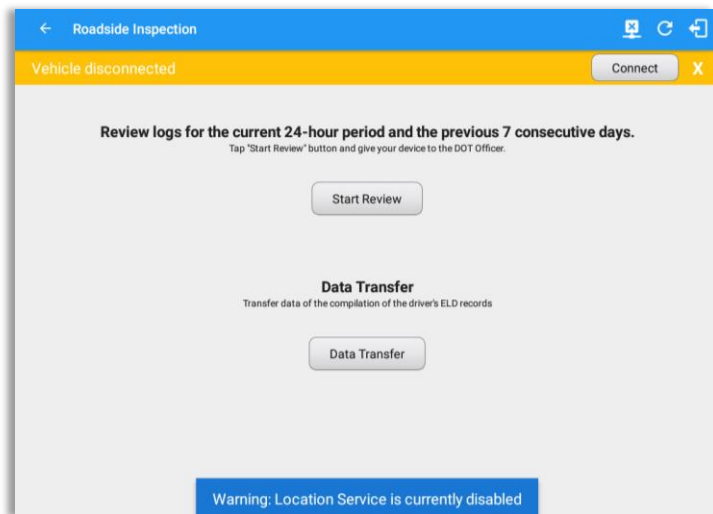 Roadside Inspection
Vehicle disconnected
Connect
X
Review logs for the current 24-hour period and the previous 7 consecutive days.
Tap "Start Review" button and give your device to the DOT Officer.
Start Review
Data Transfer
Transfer data of the compilation of the driver's ELD records
Data Transfer
Warning: Location Service is currently disabled